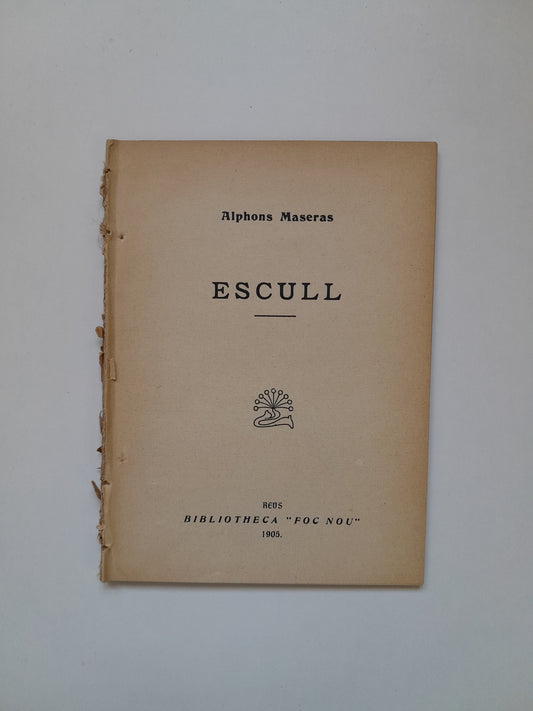 Alphons Maseras
ESCULL
REUS
BIBLIOTHECA "FOC NOU"
1905.